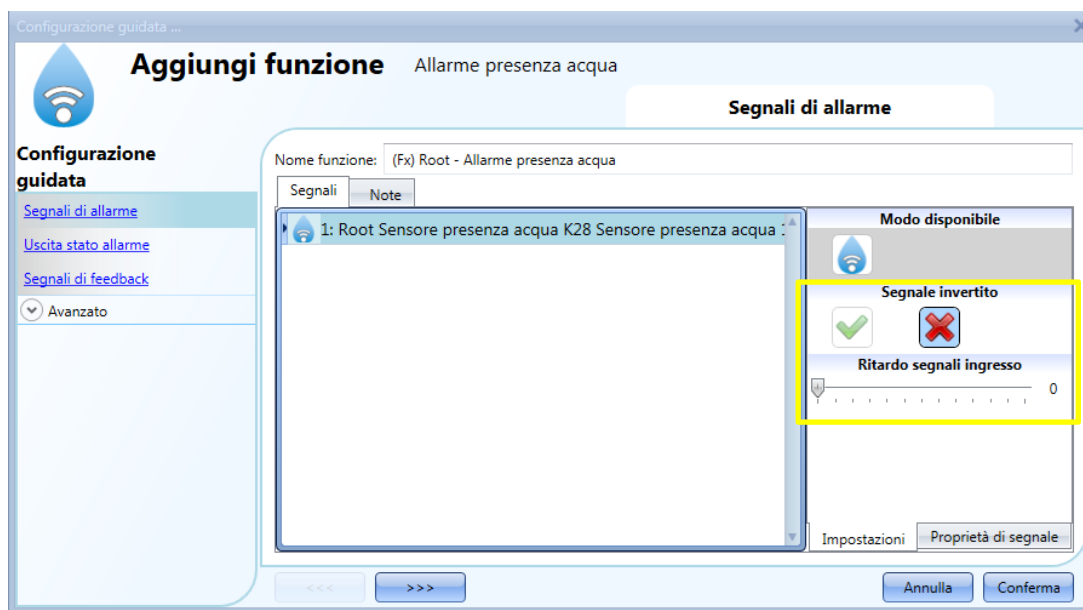 Configurazione guidata ...
Aggiungi funzione Allarme presenza acqua
Segnali di allarme
Configurazione
guidata
Segnali di allarme
Uscita stato allarme
Segnali di feedback
Avanzato
Nome funzione: (Fx) Root - Allarme presenza acqua
Segnali Note
1: Root Sensore presenza acqua K28 Sensore presenza acqua
Modo disponibile
Segnale invertito
Ritardo segnali ingresso
0
Impostazioni Proprietà di segnale
<<< >>> Annulla Conferma